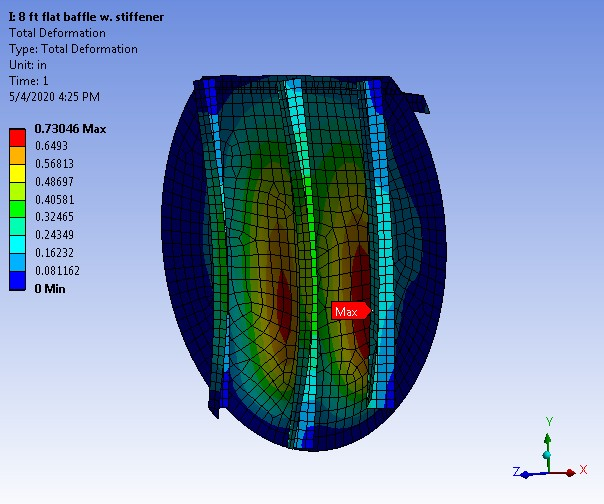 I: 8 ft flat baffle w. stiffener
Total Deformation
Type: Total Deformation
Unit: in
Time: 1
5/4/2020 4:25 PM
0.73046 Max
0.6493
0.56813
0.48697
0.40581
0.32465
0.24349
0.16232
0.081162
0 Min
Max
Y
Z
X